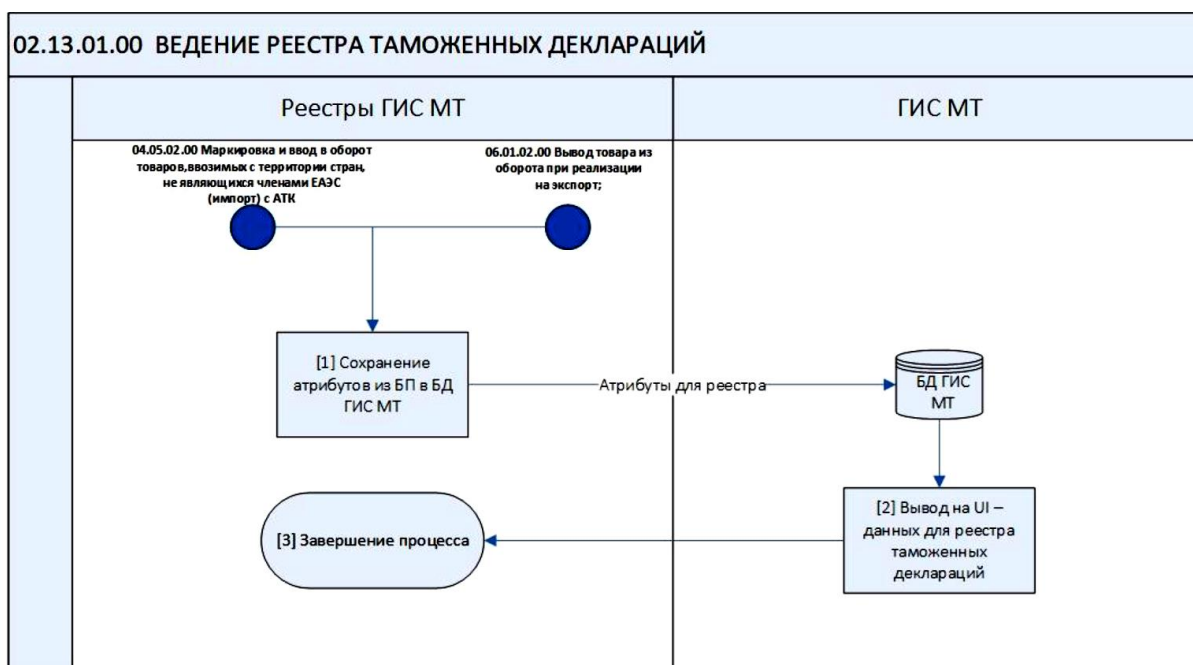 02.13.01.00 ВЕДЕНИЕ РЕЕСТРА ТАМОЖЕННЫХ ДЕКЛАРАЦИЙ
Реестры ГИС МТ
ГИС МТ
04.05.02.00 Маркировка и ввод в оборот
товаров,ввозимых с территории стран,
не являющихся членами ЕАЭС
(импорт) с АТК
06.01.02.00 Вывод товара из
оборота при реализации
на экспорт;
[1] Сохранение
атрибутов из БП в БД
ГИС МТ
Атрибуты для реестра
БД ГИС
МТ
[2] Вывод на UI –
данных для реестра
таможенных
деклараций
[3] Завершение процесса